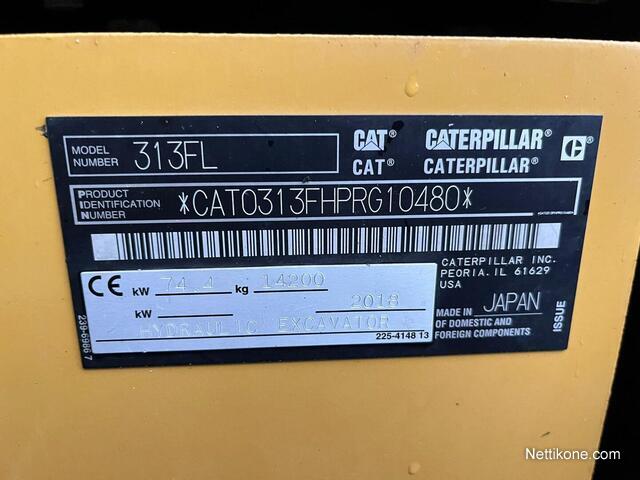 MODEL NUMBER 313FL
CAT® CATERPILLAR® C
CAT® CATERPILLAR®
PRODUCT IDENTIFICATION NUMBER *CAT0313FHPRG10480*
CATERPILLAR INC.
PEORIA. IL 61629
USA
CE kW 74.4 kg 14200
kW 2018
HYDRAULIC EXCAVATOR
225-4148 13
239-6986 7
MADE IN JAPAN
OF DOMESTIC AND
FOREIGN COMPONENTS
ISSUE
Nettikone.com